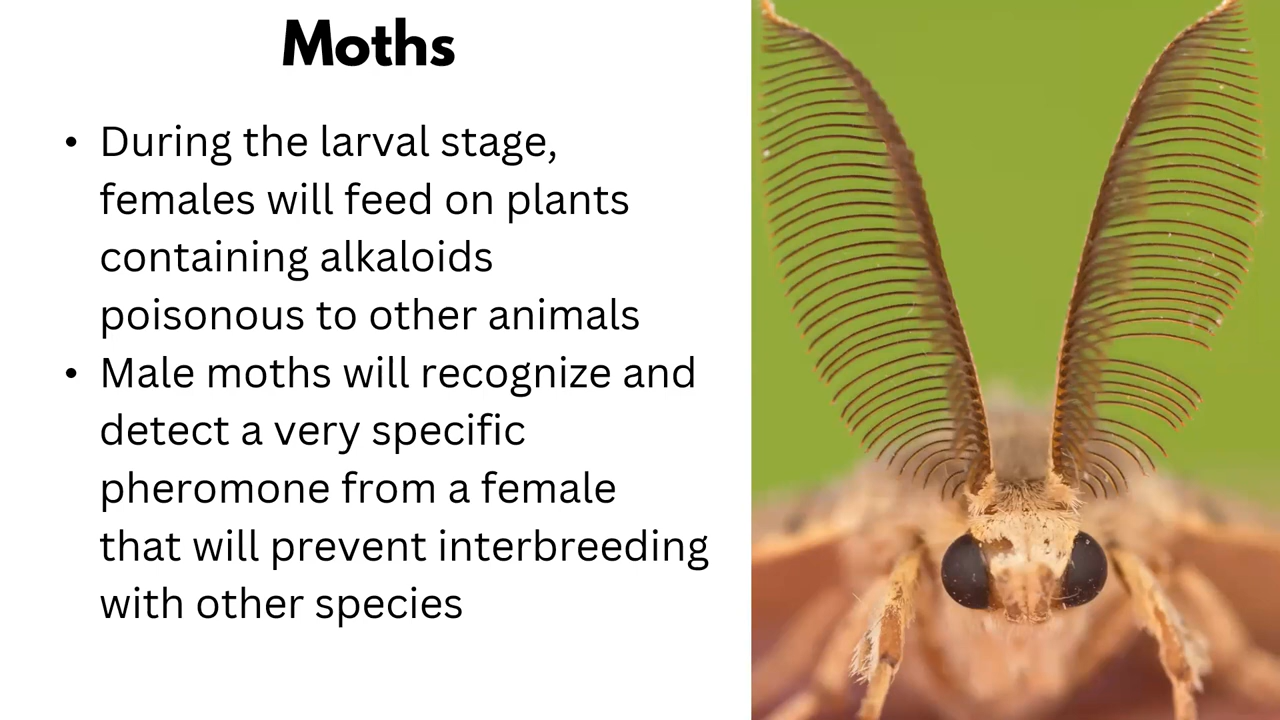 Moths
• During the larval stage,
females will feed on plants
containing alkaloids
poisonous to other animals
• Male moths will recognize and
detect a very specific
pheromone from a female
that will prevent interbreeding
with other species